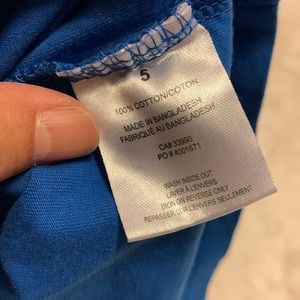 5
100% COTTON/COTON
MADE IN BANGLADESH
FABRIQUÉ AU BANGLADESH
CA# 33990
PO # 4001671
WASH INSIDE OUT
LAVER À L'ENVERS
IRON ON REVERSE ONLY
REPASSER SUR L'ENVERS SEULEMENT